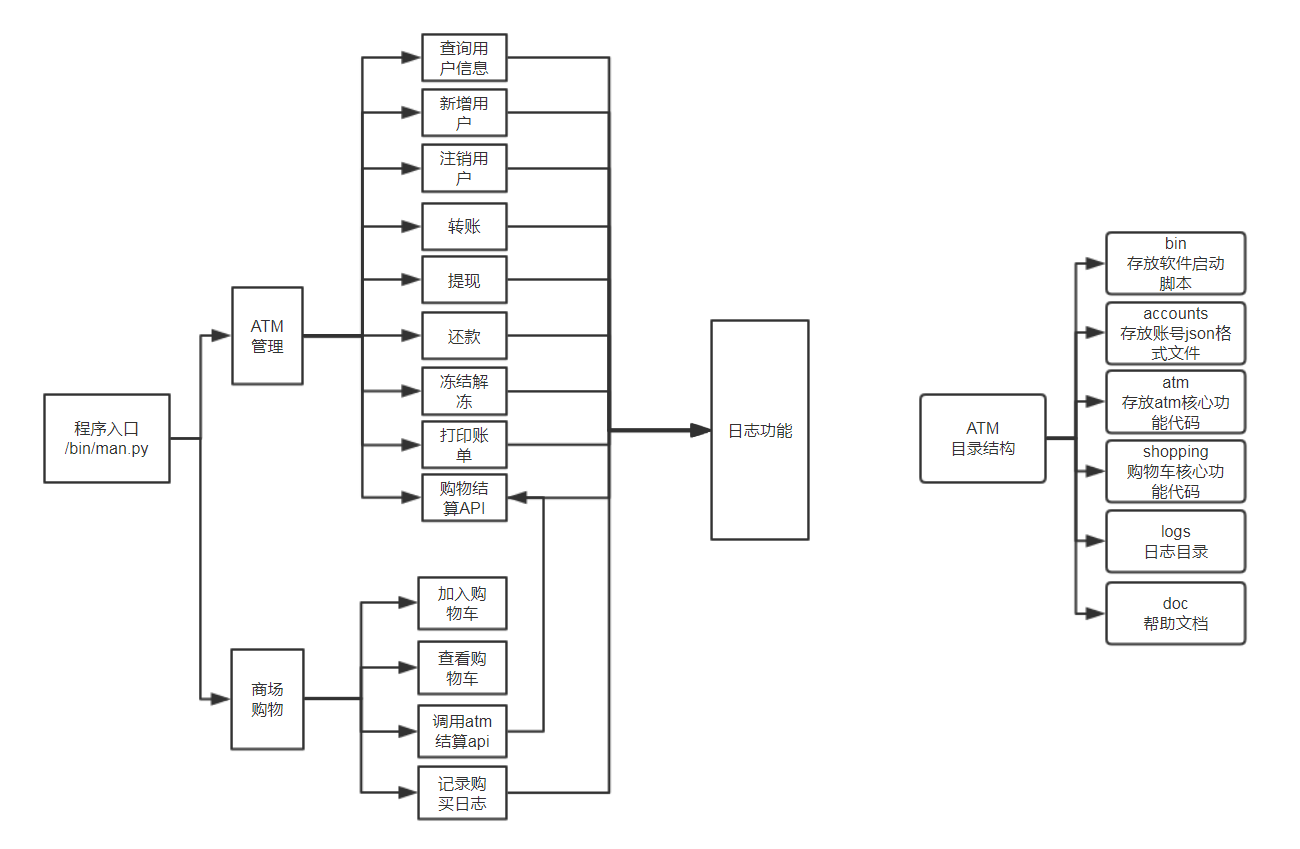 查询用
户信息
新增用
户
注销用
户
转账
提现
还款
冻结解
冻
打印账
单
购物结
算API
ATM
管理
程序入口
/bin/man.py
日志功能
商场
购物
加入购
物车
查看购
物车
调用atm
结算api
记录购
买日志
ATM
目录结构
bin
存放软件启动
脚本
accounts
存放账号json格
式文件
atm
存放atm核心功
能代码
shopping
购物车核心功
能代码
logs
日志目录
doc
帮助文档